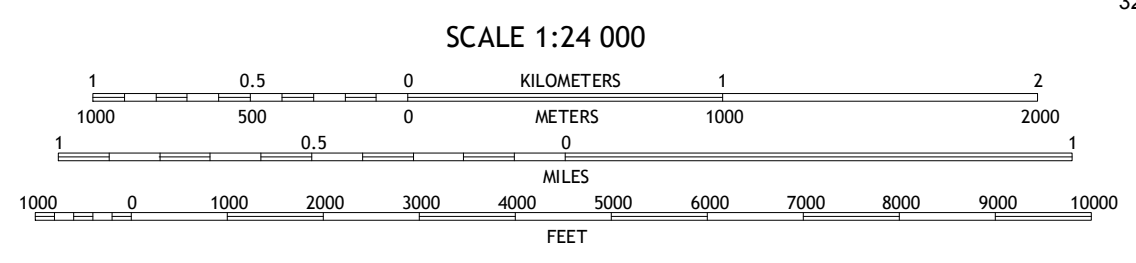 32
SCALE 1:24 000
1 0.5 0 KILOMETERS 1 2
1000 500 0 METERS 1000 2000
1 0.5 0 1
MILES
1000 0 1000 2000 3000 4000 5000 6000 7000 8000 9000 10000
FEET